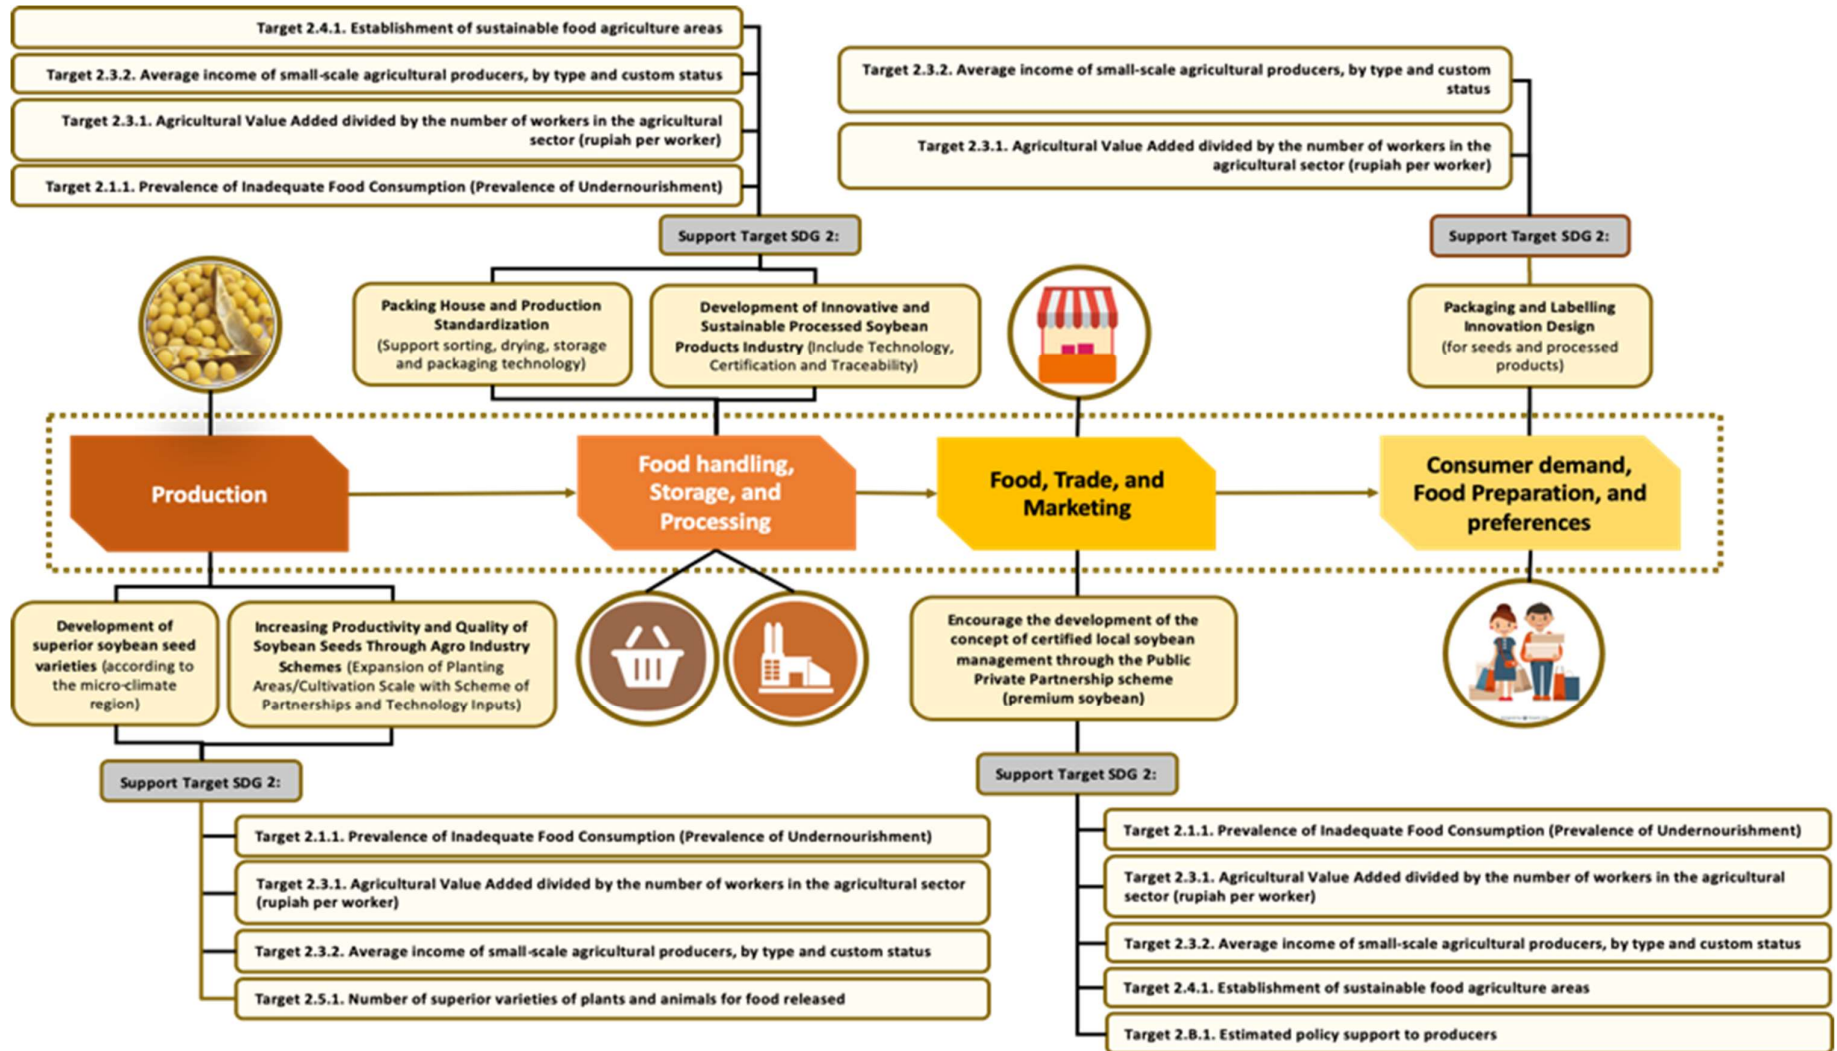 Target 2.4.1. Establishment of sustainable food agriculture areas
Target 2.3.2. Average income of small-scale agricultural producers, by type and custom status
Target 2.3.1. Agricultural Value Added divided by the number of workers in the agricultural
sector (rupiah per worker)
Target 2.1.1. Prevalence of Inadequate Food Consumption (Prevalence of Undernourishment)
Support Target SDG 2:
Target 2.3.2. Average income of small-scale agricultural producers, by type and custom
status
Target 2.3.1. Agricultural Value Added divided by the number of workers in the
agricultural sector (rupiah per worker)
Support Target SDG 2:
Packing House and Production
Standardization
(Support sorting, drying, storage
and packaging technology)
Development of Innovative and
Sustainable Processed Soybean
Products Industry (Include Technology,
Certification and Traceability)
Packaging and Labelling
Innovation Design
(for seeds and processed
products)
Production
Food handling,
Storage, and
Processing
Food, Trade, and
Marketing
Consumer demand,
Food Preparation, and
preferences
Development of
superior soybean seed
varieties (according to
the micro-climate
region)
Increasing Productivity and Quality of
Soybean Seeds Through Agro Industry
Schemes (Expansion of Planting
Areas/Cultivation Scale with Scheme of
Partnerships and Technology Inputs)
Encourage the development of the
concept of certified local soybean
management through the Public
Private Partnership scheme
(premium soybean)
Support Target SDG 2:
Target 2.1.1. Prevalence of Inadequate Food Consumption (Prevalence of Undernourishment)
Target 2.3.1. Agricultural Value Added divided by the number of workers in the agricultural sector
(rupiah per worker)
Target 2.3.2. Average income of small-scale agricultural producers, by type and custom status
Target 2.5.1. Number of superior varieties of plants and animals for food released
Support Target SDG 2:
Target 2.1.1. Prevalence of Inadequate Food Consumption (Prevalence of Undernourishment)
Target 2.3.1. Agricultural Value Added divided by the number of workers in the agricultural
sector (rupiah per worker)
Target 2.3.2. Average income of small-scale agricultural producers, by type and custom status
Target 2.4.1. Establishment of sustainable food agriculture areas
Target 2.B.1. Estimated policy support to producers